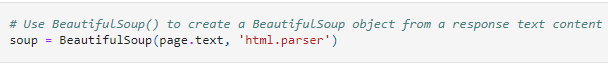 # Use BeautifulSoup() to create a BeautifulSoup object from a response text content
soup = BeautifulSoup(page.text, 'html.parser')